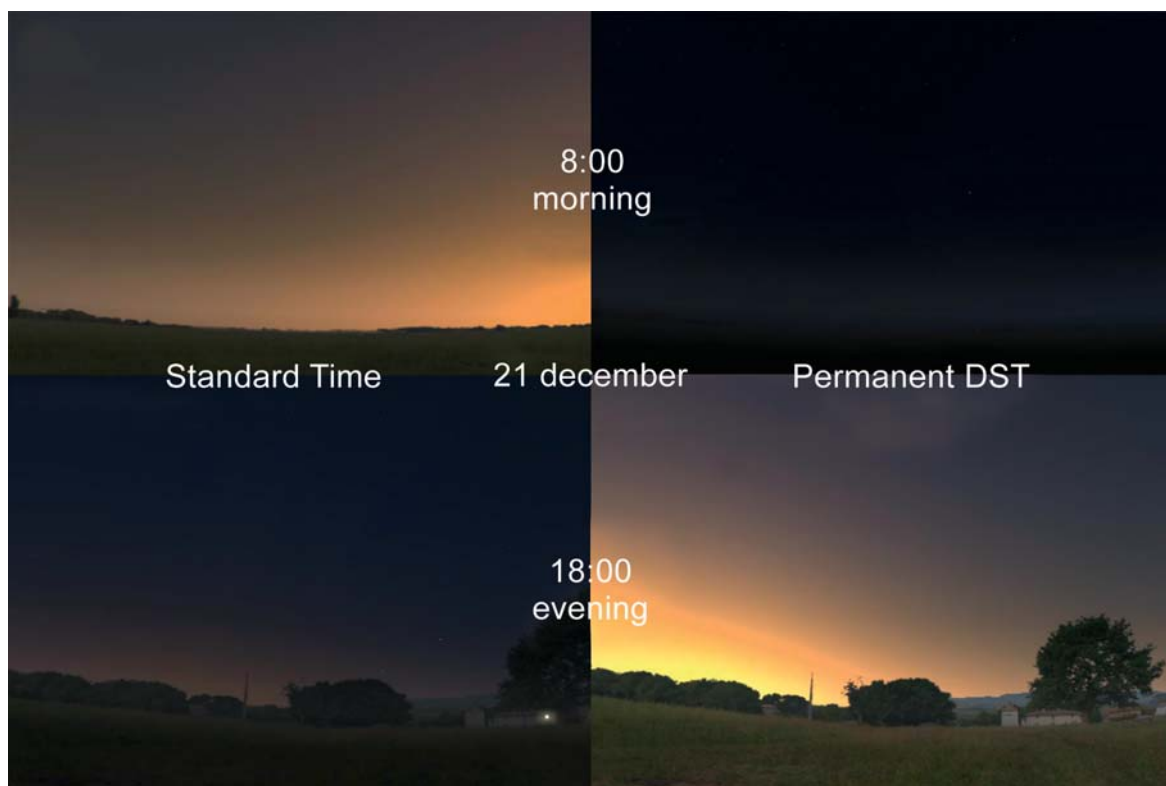 8:00
morning
Standard Time
21 december
Permanent DST
18:00
evening